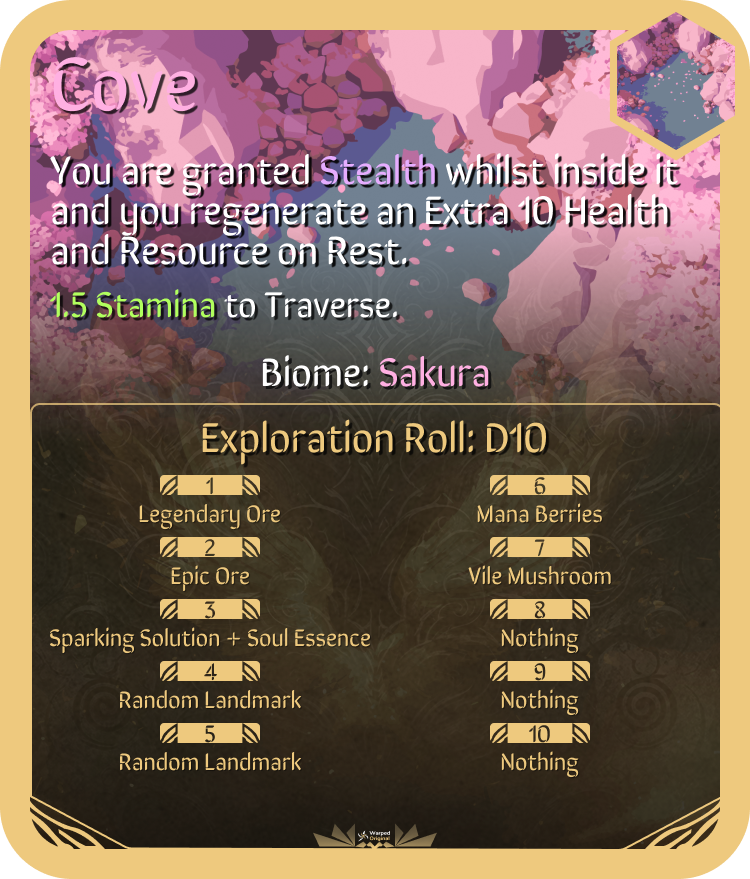 Cove
You are granted Stealth whilst inside it
and you regenerate an Extra 10 Health
and Resource on Rest.
1.5 Stamina to Traverse.
Biome: Sakura
Exploration Roll: D10
1
Legendary Ore
2
Epic Ore
3
Sparking Solution + Soul Essence
4
Random Landmark
5
Random Landmark
6
Mana Berries
7
Vile Mushroom
8
Nothing
9
Nothing
10
Nothing
Warped
Original